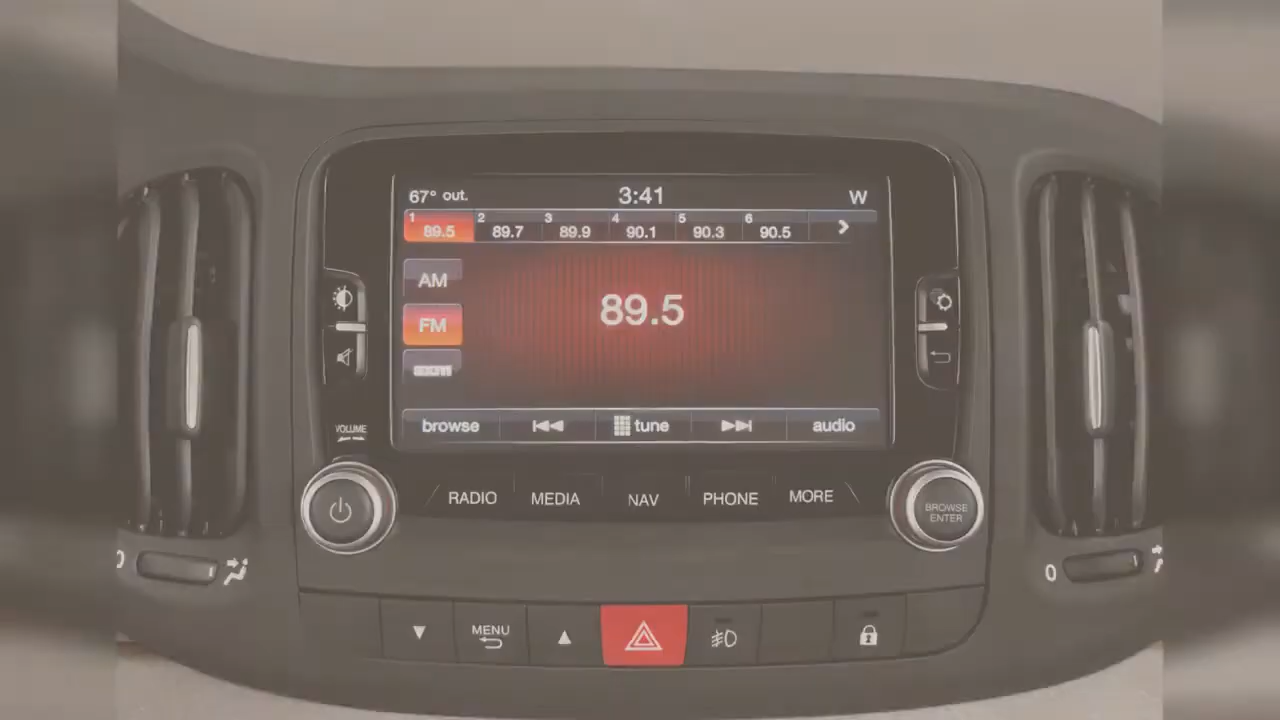 67° out. 3:41 W
1 2 3 4 5 6
89.5 89.7 89.9 90.1 90.3 90.5
AM
FM
89.5
browse tune audio
VOLUME
RADIO MEDIA NAV PHONE MORE
BROWSE
ENTER
0 0
MENU